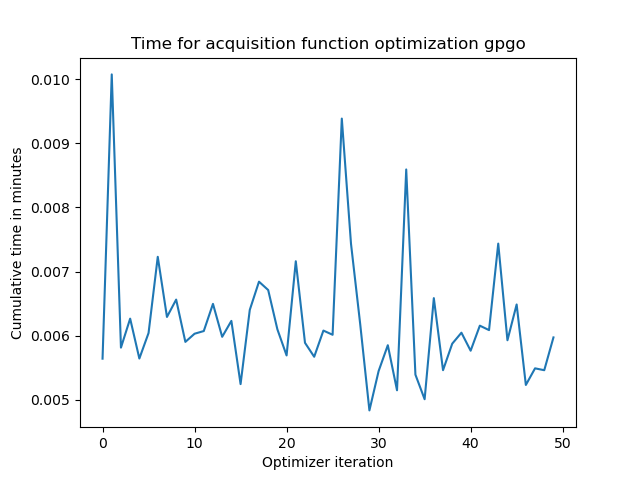 Time for acquisition function optimization gpgo
0.010
0.009
0.008
0.007
0.006
0.005
Cumulative time in minutes
0 10 20 30 40 50
Optimizer iteration